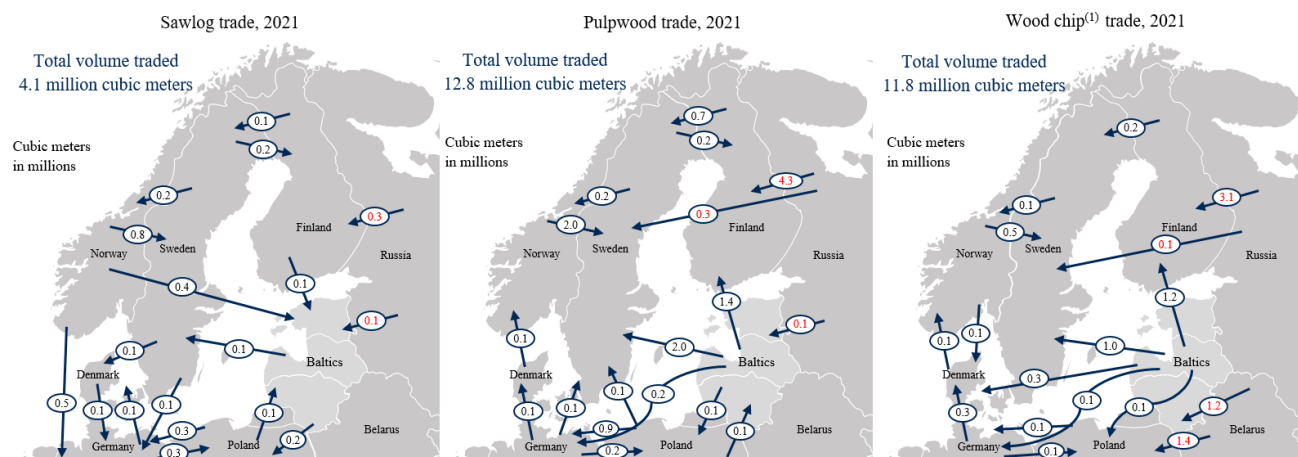 Sawlog trade, 2021
Total volume traded
4.1 million cubic meters
Cubic meters
in millions
0.1
0.2
0.2
0.3
Finland
0.8
Norway
Sweden
Russia
0.4
0.1
0.1
0.1
0.1
Baltics
Denmark
0.5
0.1
0.1
0.1
0.1
0.3
0.2
Germany
0.3
Poland
Belarus
Pulpwood trade, 2021
Total volume traded
12.8 million cubic meters
Cubic meters
in millions
0.7
0.2
4.3
0.2
0.3
2.0
Finland
Norway
Sweden
Russia
1.4
0.1
0.1
2.0
Baltics
Denmark
0.1
0.1
0.1
0.2
0.1
0.9
Germany
0.2
Poland
0.1
Belarus
Wood chip(1) trade, 2021
Total volume traded
11.8 million cubic meters
Cubic meters
in millions
0.2
3.1
0.1
0.5
Finland
0.1
Norway
Sweden
Russia
1.2
0.1
0.1
1.0
Baltics
Denmark
0.3
0.3
0.1
0.1
1.2
0.1
Germany
0.1
Poland
1.4
Belarus